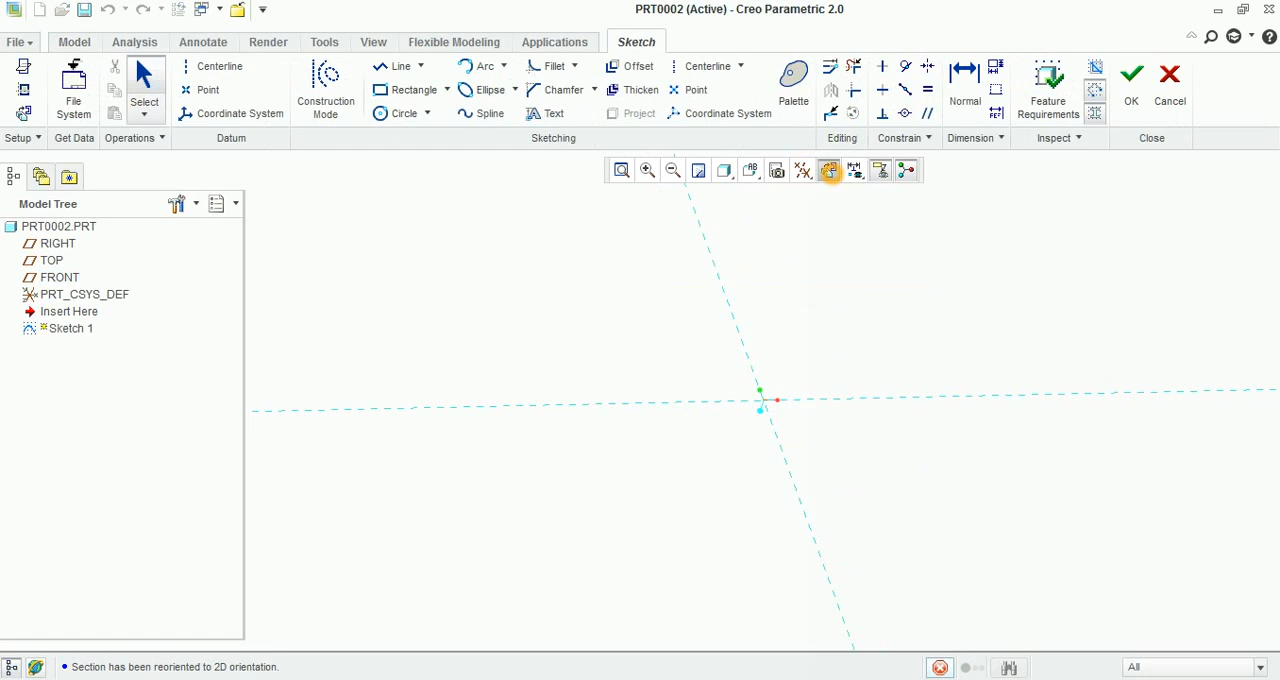 PRT0002 (Active) - Creo Parametric 2.0
File Model Analysis Annotate Render Tools View Flexible Modeling Applications Sketch
Centerline Line Arc Fillet Offset Centerline
Point Rectangle Ellipse Chamfer Thicken Point
Coordinate System Circle Spline Text Project Coordinate System
File System
Select
Construction Mode
Palette
Normal
Feature Requirements
OK
Cancel
Setup Get Data Operations Datum Sketching Editing Constrain Dimension Inspect Close
Model Tree
PRT0002.PRT
RIGHT
TOP
FRONT
PRT_CSYS_DEF
Insert Here
Sketch 1
Section has been reoriented to 2D orientation.
All